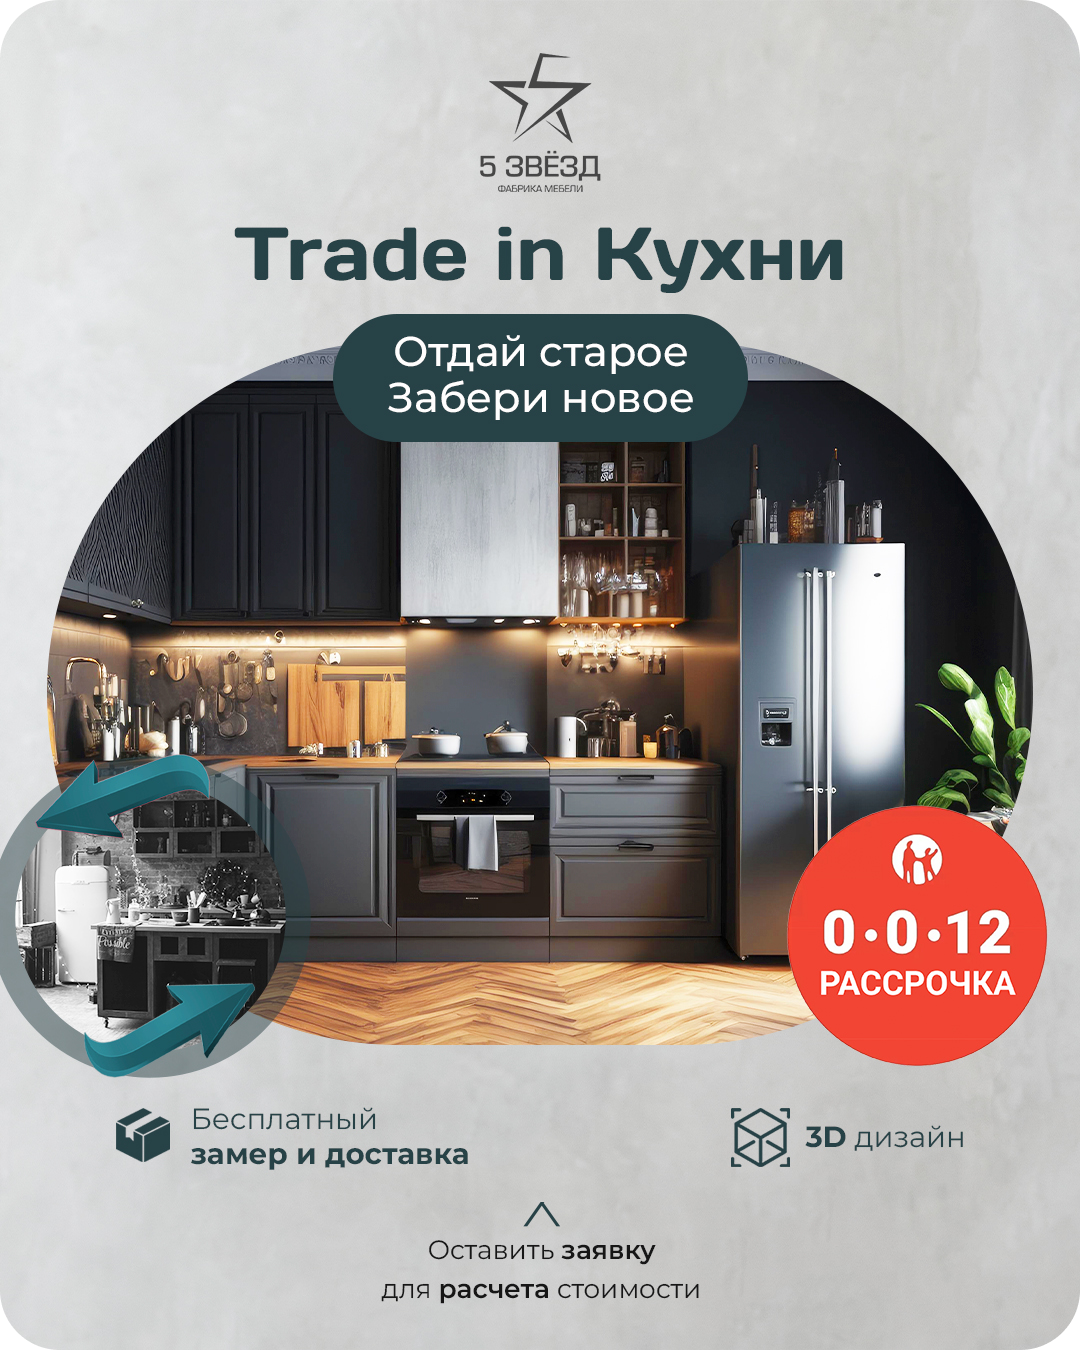 5 ЗВЁЗД
ФАБРИКА МЕБЕЛИ
Trade in Кухни
Отдай старое
Забери новое
Possible
0•0•12
РАССРОЧКА
Бесплатный
замер и доставка
3D дизайн
Оставить заявку
для расчета стоимости